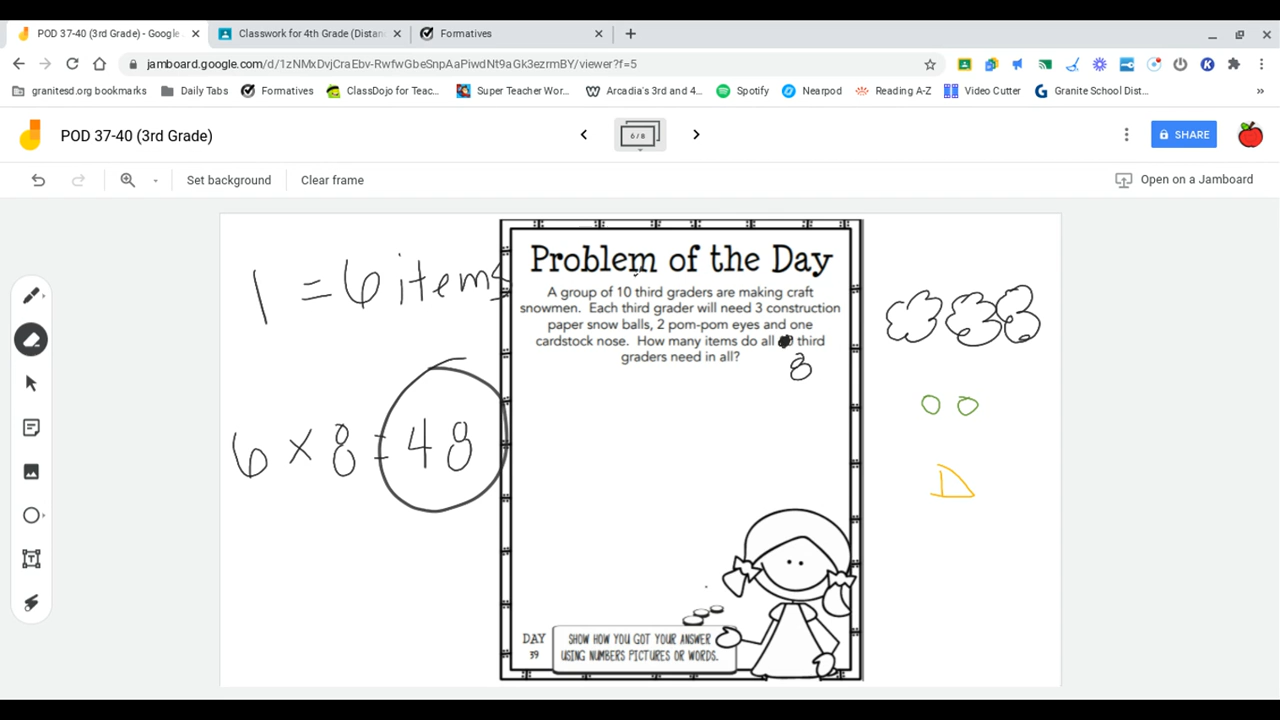 POD 37-40 (3rd Grade) - Google
Classwork for 4th Grade (Distan
Formatives
jamboard.google.com/d/1zNMxDvjCraEbv-RwfwGbeSnpAaPiwdNt9aGk3ezrmBY/viewer?f=5
granitesd.org bookmarks
Daily Tabs
Formatives
ClassDojo for Teac...
Super Teacher Wor...
Arcadia's 3rd and 4...
Spotify
Nearpod
Reading A-Z
Video Cutter
Granite School Dist...
POD 37-40 (3rd Grade)
6 / 8
SHARE
Set background
Clear frame
Open on a Jamboard
1 = 6 items
6 × 8 = 48
Problem of the Day
A group of 10 third graders are making craft
snowmen. Each third grader will need 3 construction
paper snow balls, 2 pom-pom eyes and one
cardstock nose. How many items do all third
graders need in all?
8
DAY
39
SHOW HOW YOU GOT YOUR ANSWER
USING NUMBERS PICTURES OR WORDS.